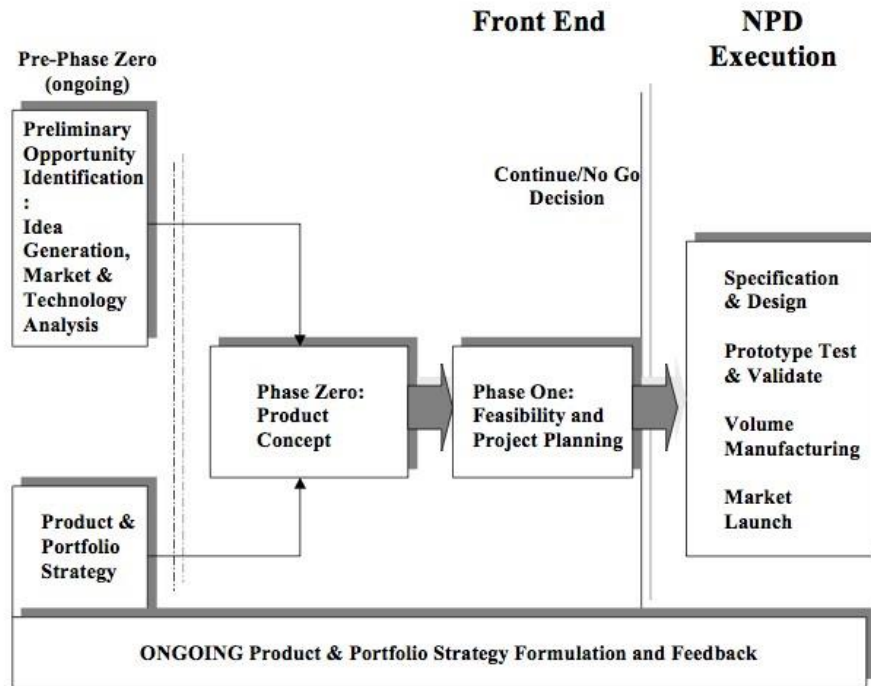 Front End
NPD
Execution
Pre-Phase Zero
(ongoing)
Preliminary
Opportunity
Identification
:
Idea
Generation,
Market &
Technology
Analysis
Continue/No Go
Decision
Specification
& Design
Prototype Test
& Validate
Volume
Manufacturing
Market
Launch
Phase Zero:
Product
Concept
Phase One:
Feasibility and
Project Planning
Product &
Portfolio
Strategy
ONGOING Product & Portfolio Strategy Formulation and Feedback